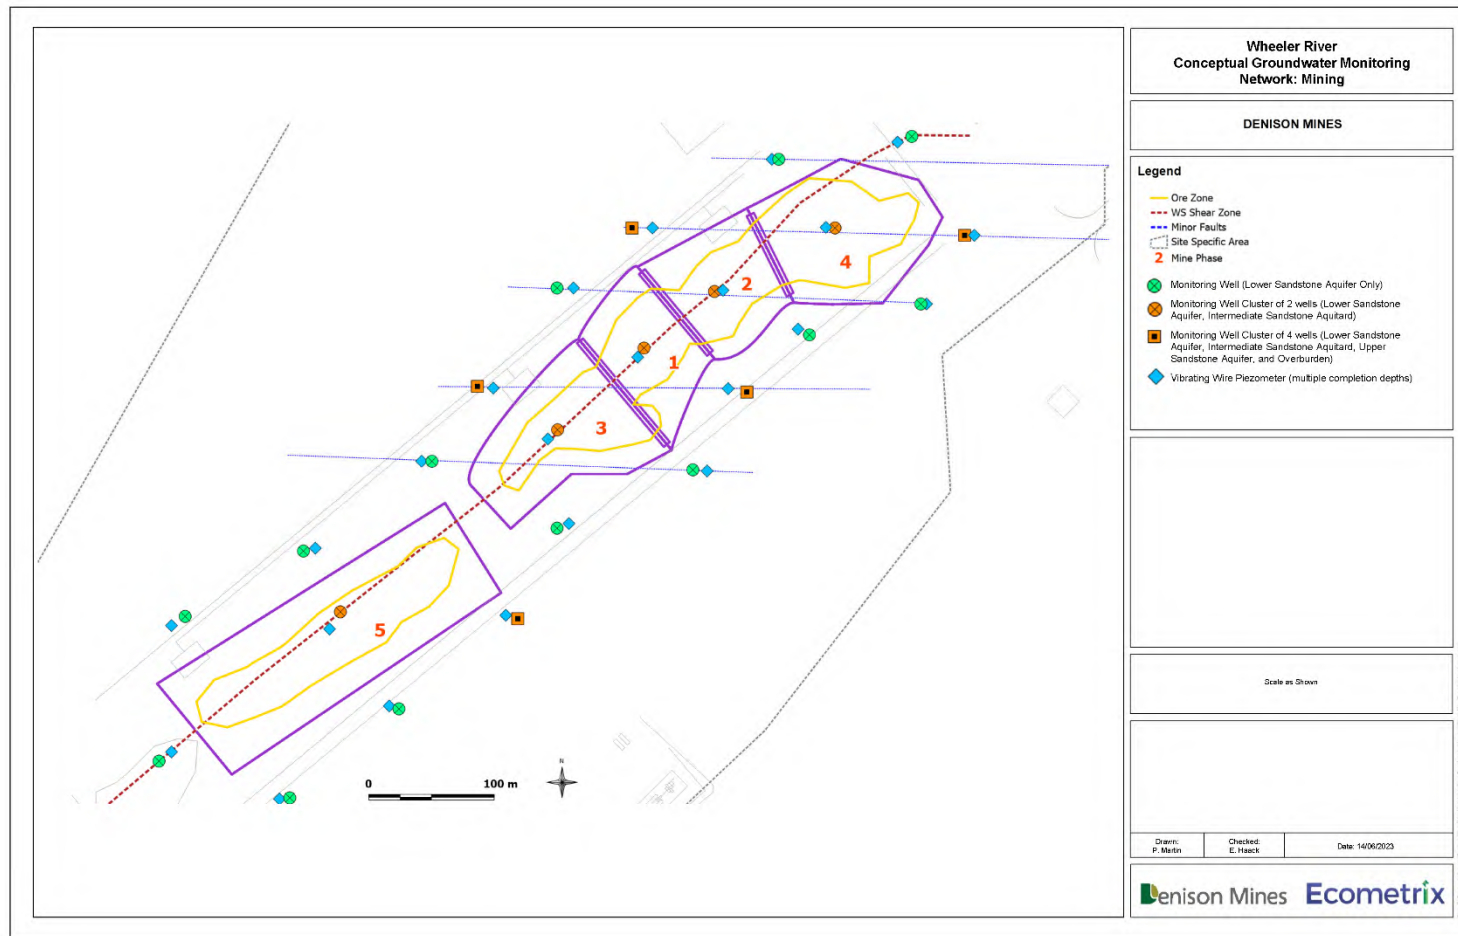 Wheeler River
Conceptual Groundwater Monitoring
Network: Mining
DENISON MINES
Legend
Ore Zone
WS Shear Zone
Minor Faults
Site Specific Area
2 Mine Phase
Monitoring Well (Lower Sandstone Aquifer Only)
Monitoring Well Cluster of 2 wells (Lower Sandstone
Aquifer, Intermediate Sandstone Aquitard)
Monitoring Well Cluster of 4 wells (Lower Sandstone
Aquifer, Intermediate Sandstone Aquitard, Upper
Sandstone Aquifer, and Overburden)
Vibrating Wire Piezometer (multiple completion depths)
4
2
1
3
5
0 100 m
N
Scale as Shown
Drawn:
P. Martin
Checked:
E. Haack
Date: 14/06/2023
Denison Mines
Ecometrix